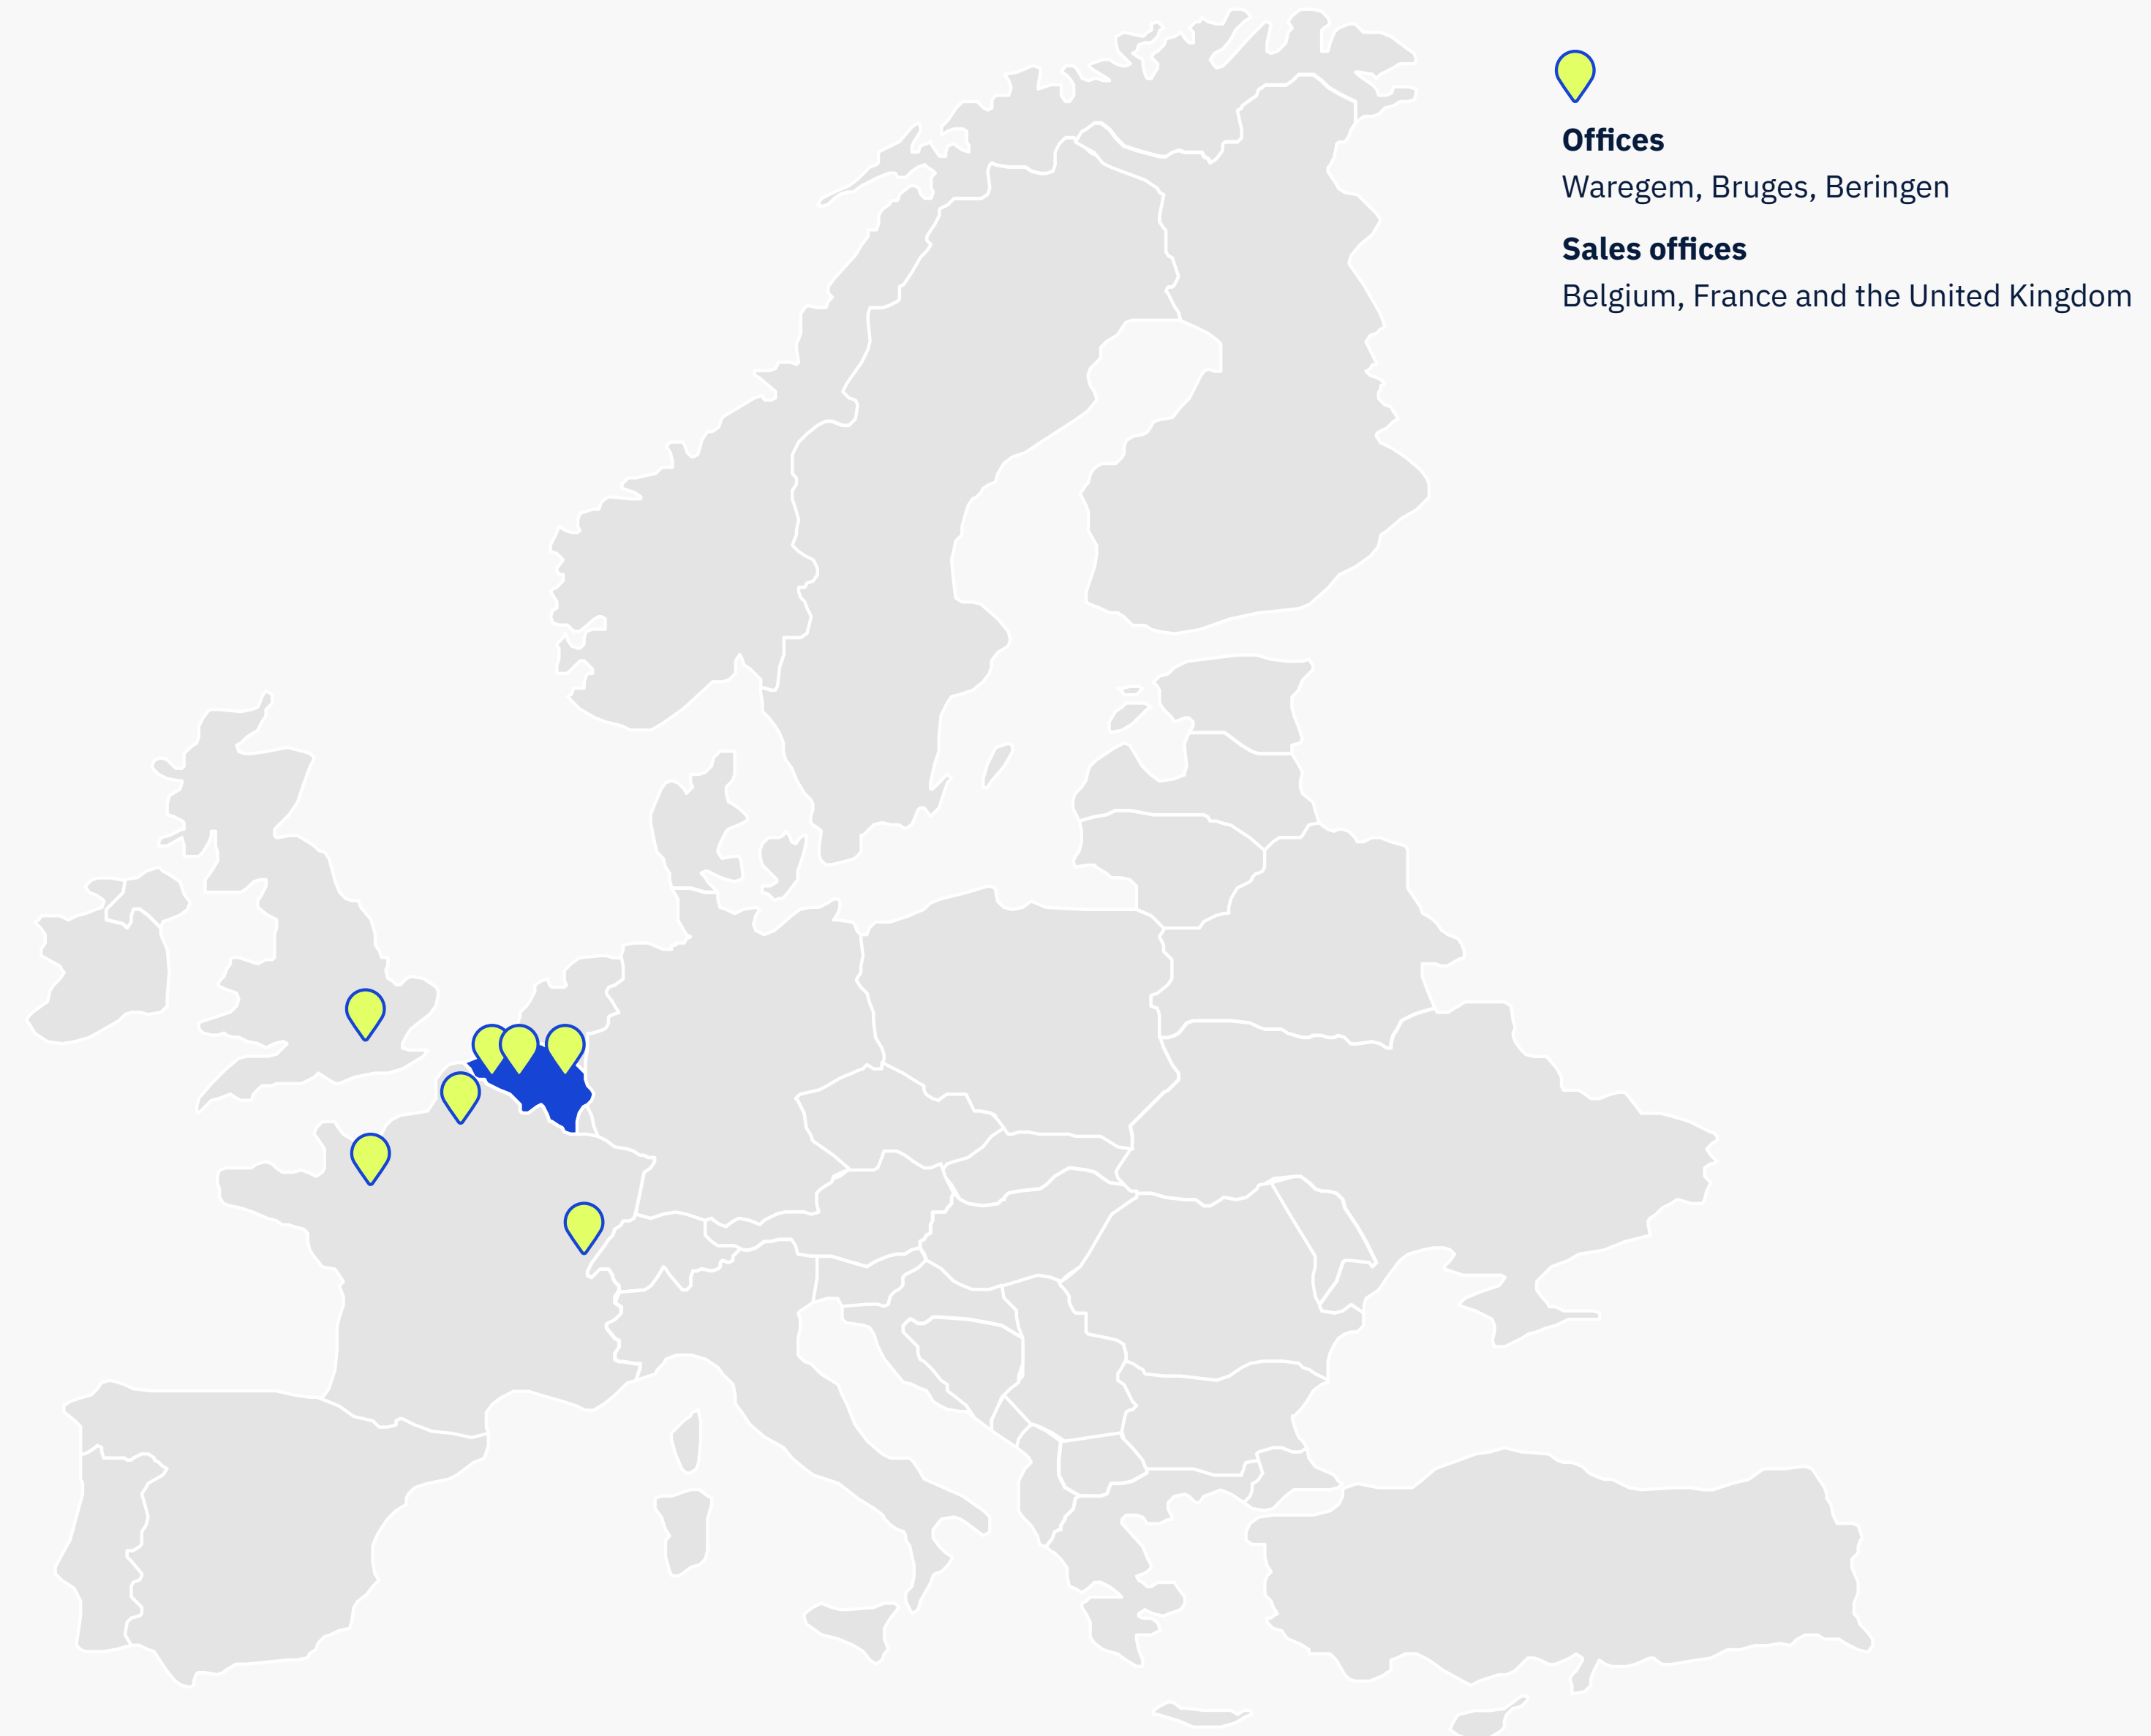 Offices
Waregem, Bruges, Beringen
Sales offices
Belgium, France and the United Kingdom